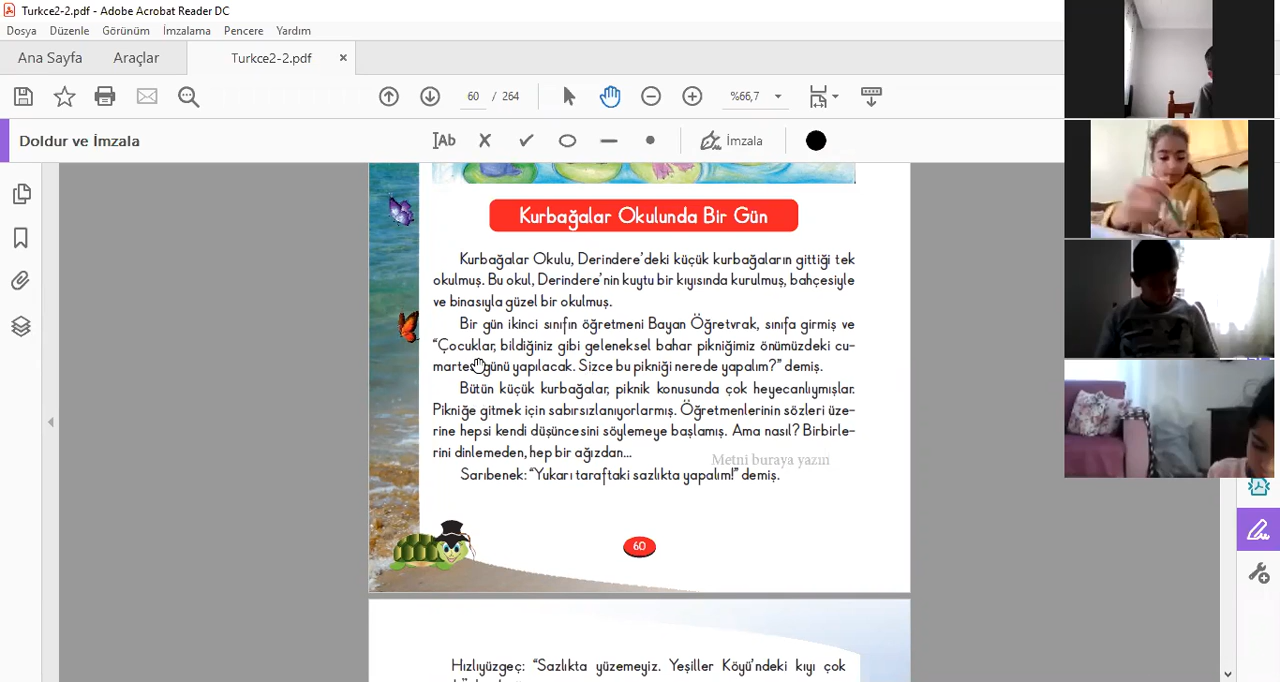 Turkce2-2.pdf - Adobe Acrobat Reader DC
Dosya Düzenle Görünüm İmzalama Pencere Yardım
Ana Sayfa Araçlar Turkce2-2.pdf ×
60 / 264 %66,7
Doldur ve İmzala
İmzala
Kurbağalar Okulunda Bir Gün
Kurbağalar Okulu, Derindere'deki küçük kurbağaların gittiği tek
okulmuş. Bu okul, Derindere'nin kuytu bir kıyısında kurulmuş, bahçesiyle
ve binasıyla güzel bir okulmuş.
Bir gün ikinci sınıfın öğretmeni Bayan Öğretvrak, sınıfa girmiş ve
"Çocuklar, bildiğiniz gibi geleneksel bahar pikniğimiz önümüzdeki cu-
martesi günü yapılacak. Sizce bu pikniği nerede yapalım?" demiş.
Bütün küçük kurbağalar, piknik konusunda çok heyecanlıymışlar.
Pikniğe gitmek için sabırsızlanıyorlarmış. Öğretmenlerinin sözleri üze-
rine hepsi kendi düşüncesini söylemeye başlamış. Ama nasıl? Birbirle-
rini dinlemeden, hep bir ağızdan...
Metni buraya yazın
Sarıbenek: "Yukarı taraftaki sazlıkta yapalım!" demiş.
60
Hızlıyüzgeç: "Sazlıkta yüzemeyiz. Yeşiller Köyü'ndeki kıyı çok